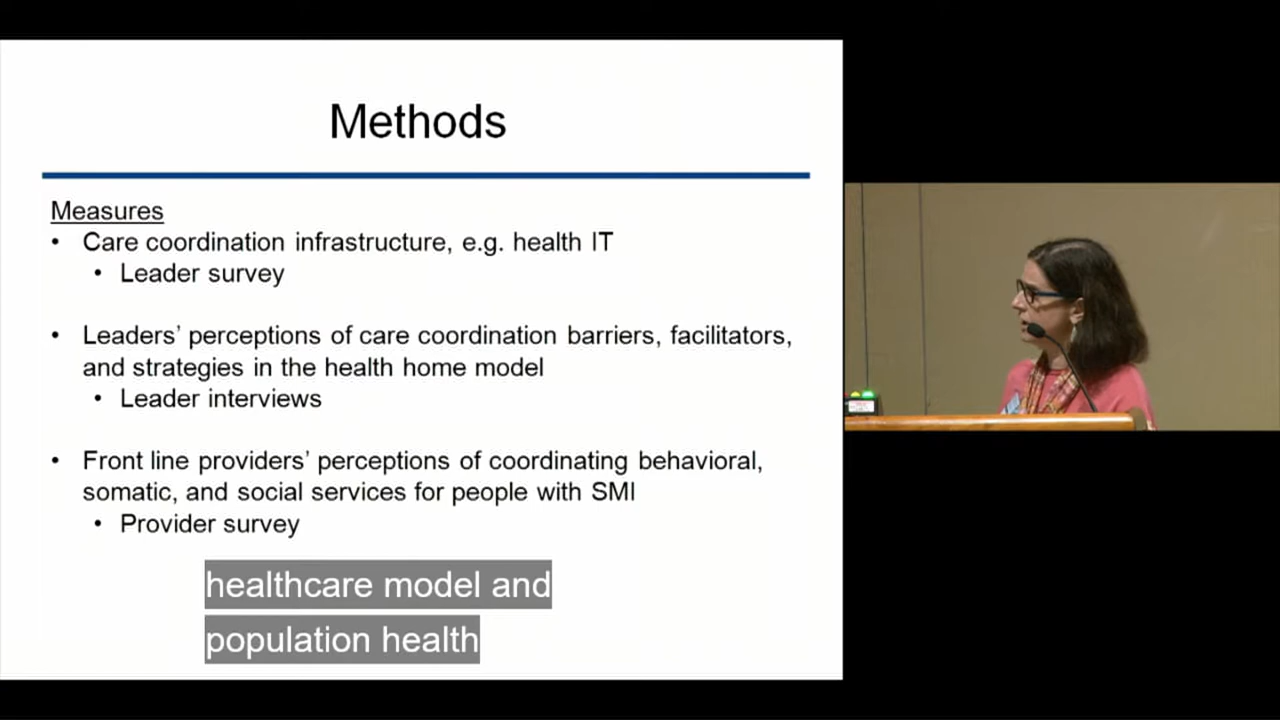 Methods
Measures
• Care coordination infrastructure, e.g. health IT
• Leader survey
• Leaders' perceptions of care coordination barriers, facilitators,
and strategies in the health home model
• Leader interviews
• Front line providers' perceptions of coordinating behavioral,
somatic, and social services for people with SMI
• Provider survey
healthcare model and
population health